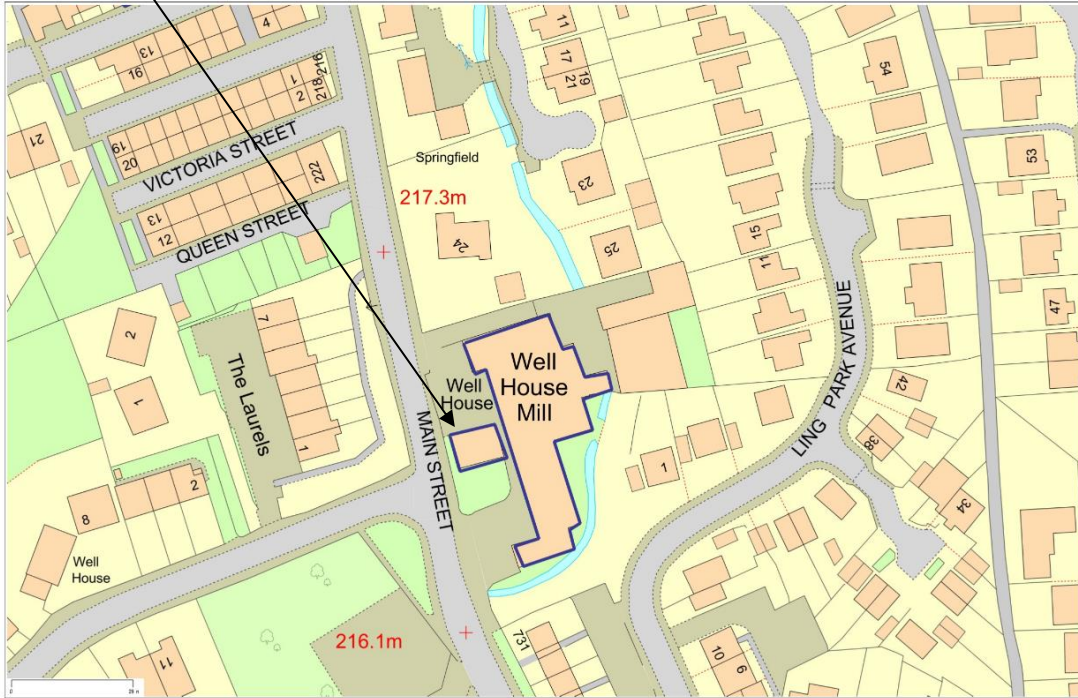 4
13
16
1
2
218-216
19
20
VICTORIA STREET
222
13
12
QUEEN STREET
21
11
17
19
21
54
Springfield
217.3m
23
24
25
15
11
53
47
2
1
7
The Laurels
1
Well
House
Well
House
Mill
MAIN STREET
LING PARK AVENUE
42
38
34
1
2
8
Well
House
216.1m
11
731
10
6
0